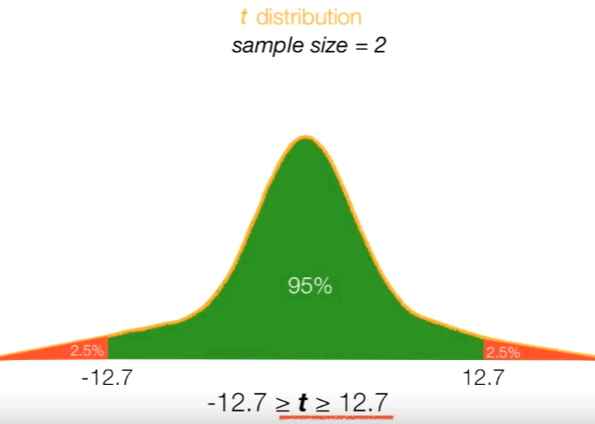 t distribution
sample size = 2
95%
2.5%
2.5%
-12.7
12.7
-12.7 ≥ t ≥ 12.7